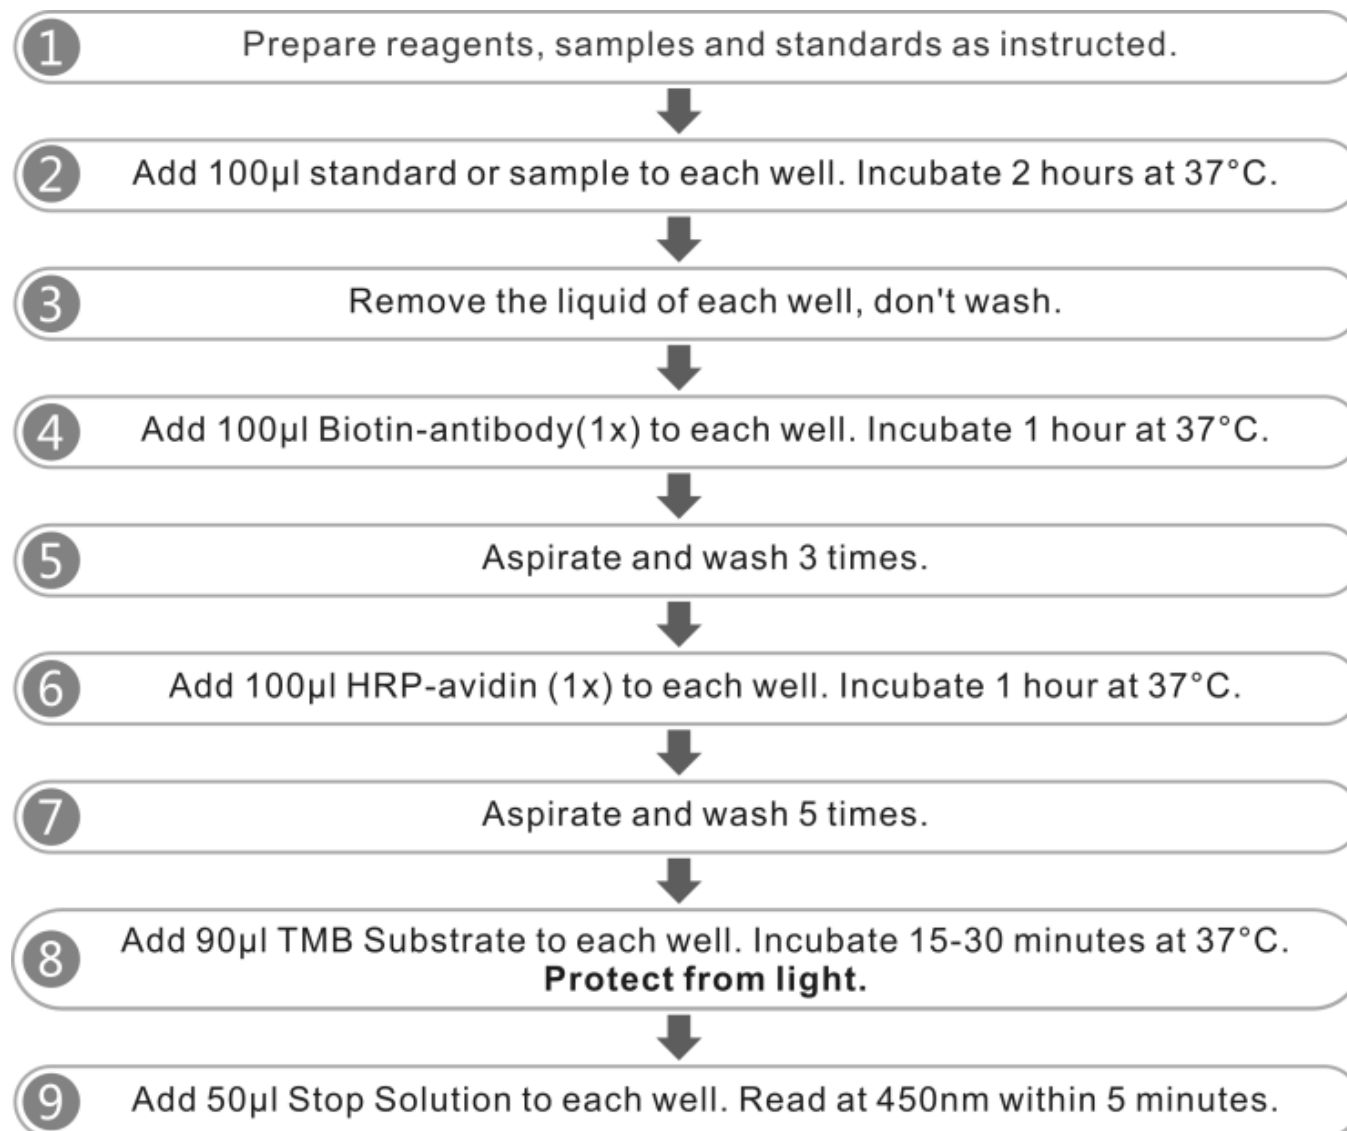 1 Prepare reagents, samples and standards as instructed.
2 Add 100µl standard or sample to each well. Incubate 2 hours at 37°C.
3 Remove the liquid of each well, don't wash.
4 Add 100µl Biotin-antibody(1x) to each well. Incubate 1 hour at 37°C.
5 Aspirate and wash 3 times.
6 Add 100µl HRP-avidin (1x) to each well. Incubate 1 hour at 37°C.
7 Aspirate and wash 5 times.
8 Add 90µl TMB Substrate to each well. Incubate 15-30 minutes at 37°C.
Protect from light.
9 Add 50µl Stop Solution to each well. Read at 450nm within 5 minutes.